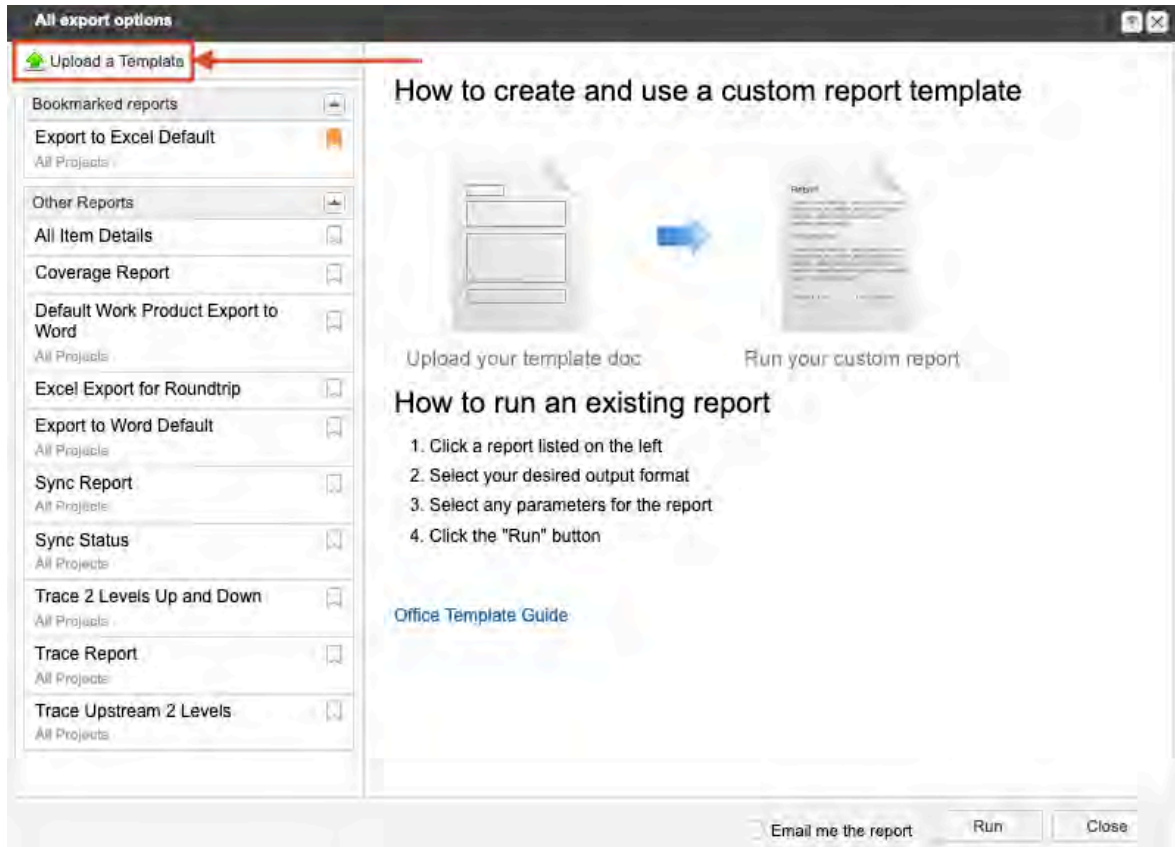 All export options
Upload a Template
Bookmarked reports
Export to Excel Default
All Projects
Other Reports
All Item Details
Coverage Report
Default Work Product Export to
Word
All Projects
Excel Export for Roundtrip
Export to Word Default
All Projects
Sync Report
All Projects
Sync Status
All Projects
Trace 2 Levels Up and Down
All Projects
Trace Report
All Projects
Trace Upstream 2 Levels
All Projects
How to create and use a custom report template
Report
Upload your template doc
Run your custom report
How to run an existing report
1. Click a report listed on the left
2. Select your desired output format
3. Select any parameters for the report
4. Click the "Run" button
Office Template Guide
Email me the report
Run
Close